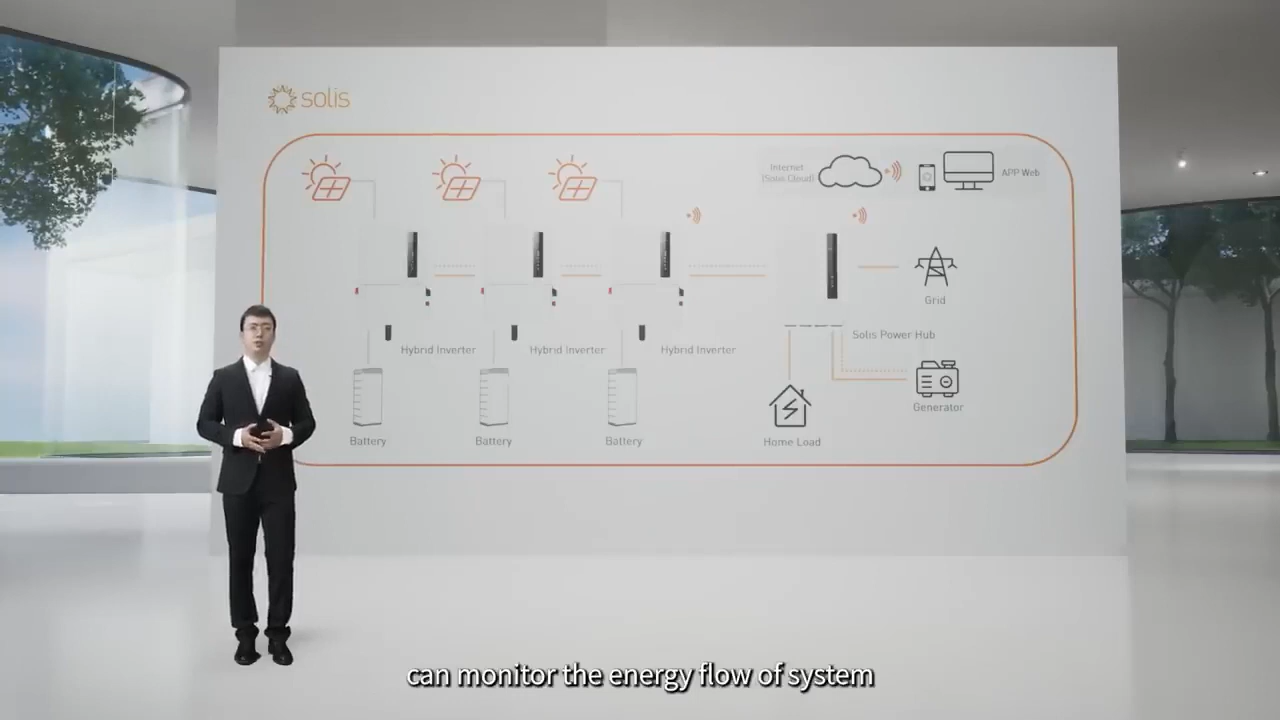 solis
Internet
(Solis Cloud)
APP Web
Grid
Solis Power Hub
Hybrid Inverter
Hybrid Inverter
Hybrid Inverter
Generator
Battery
Battery
Battery
Home Load
can monitor the energy flow of system